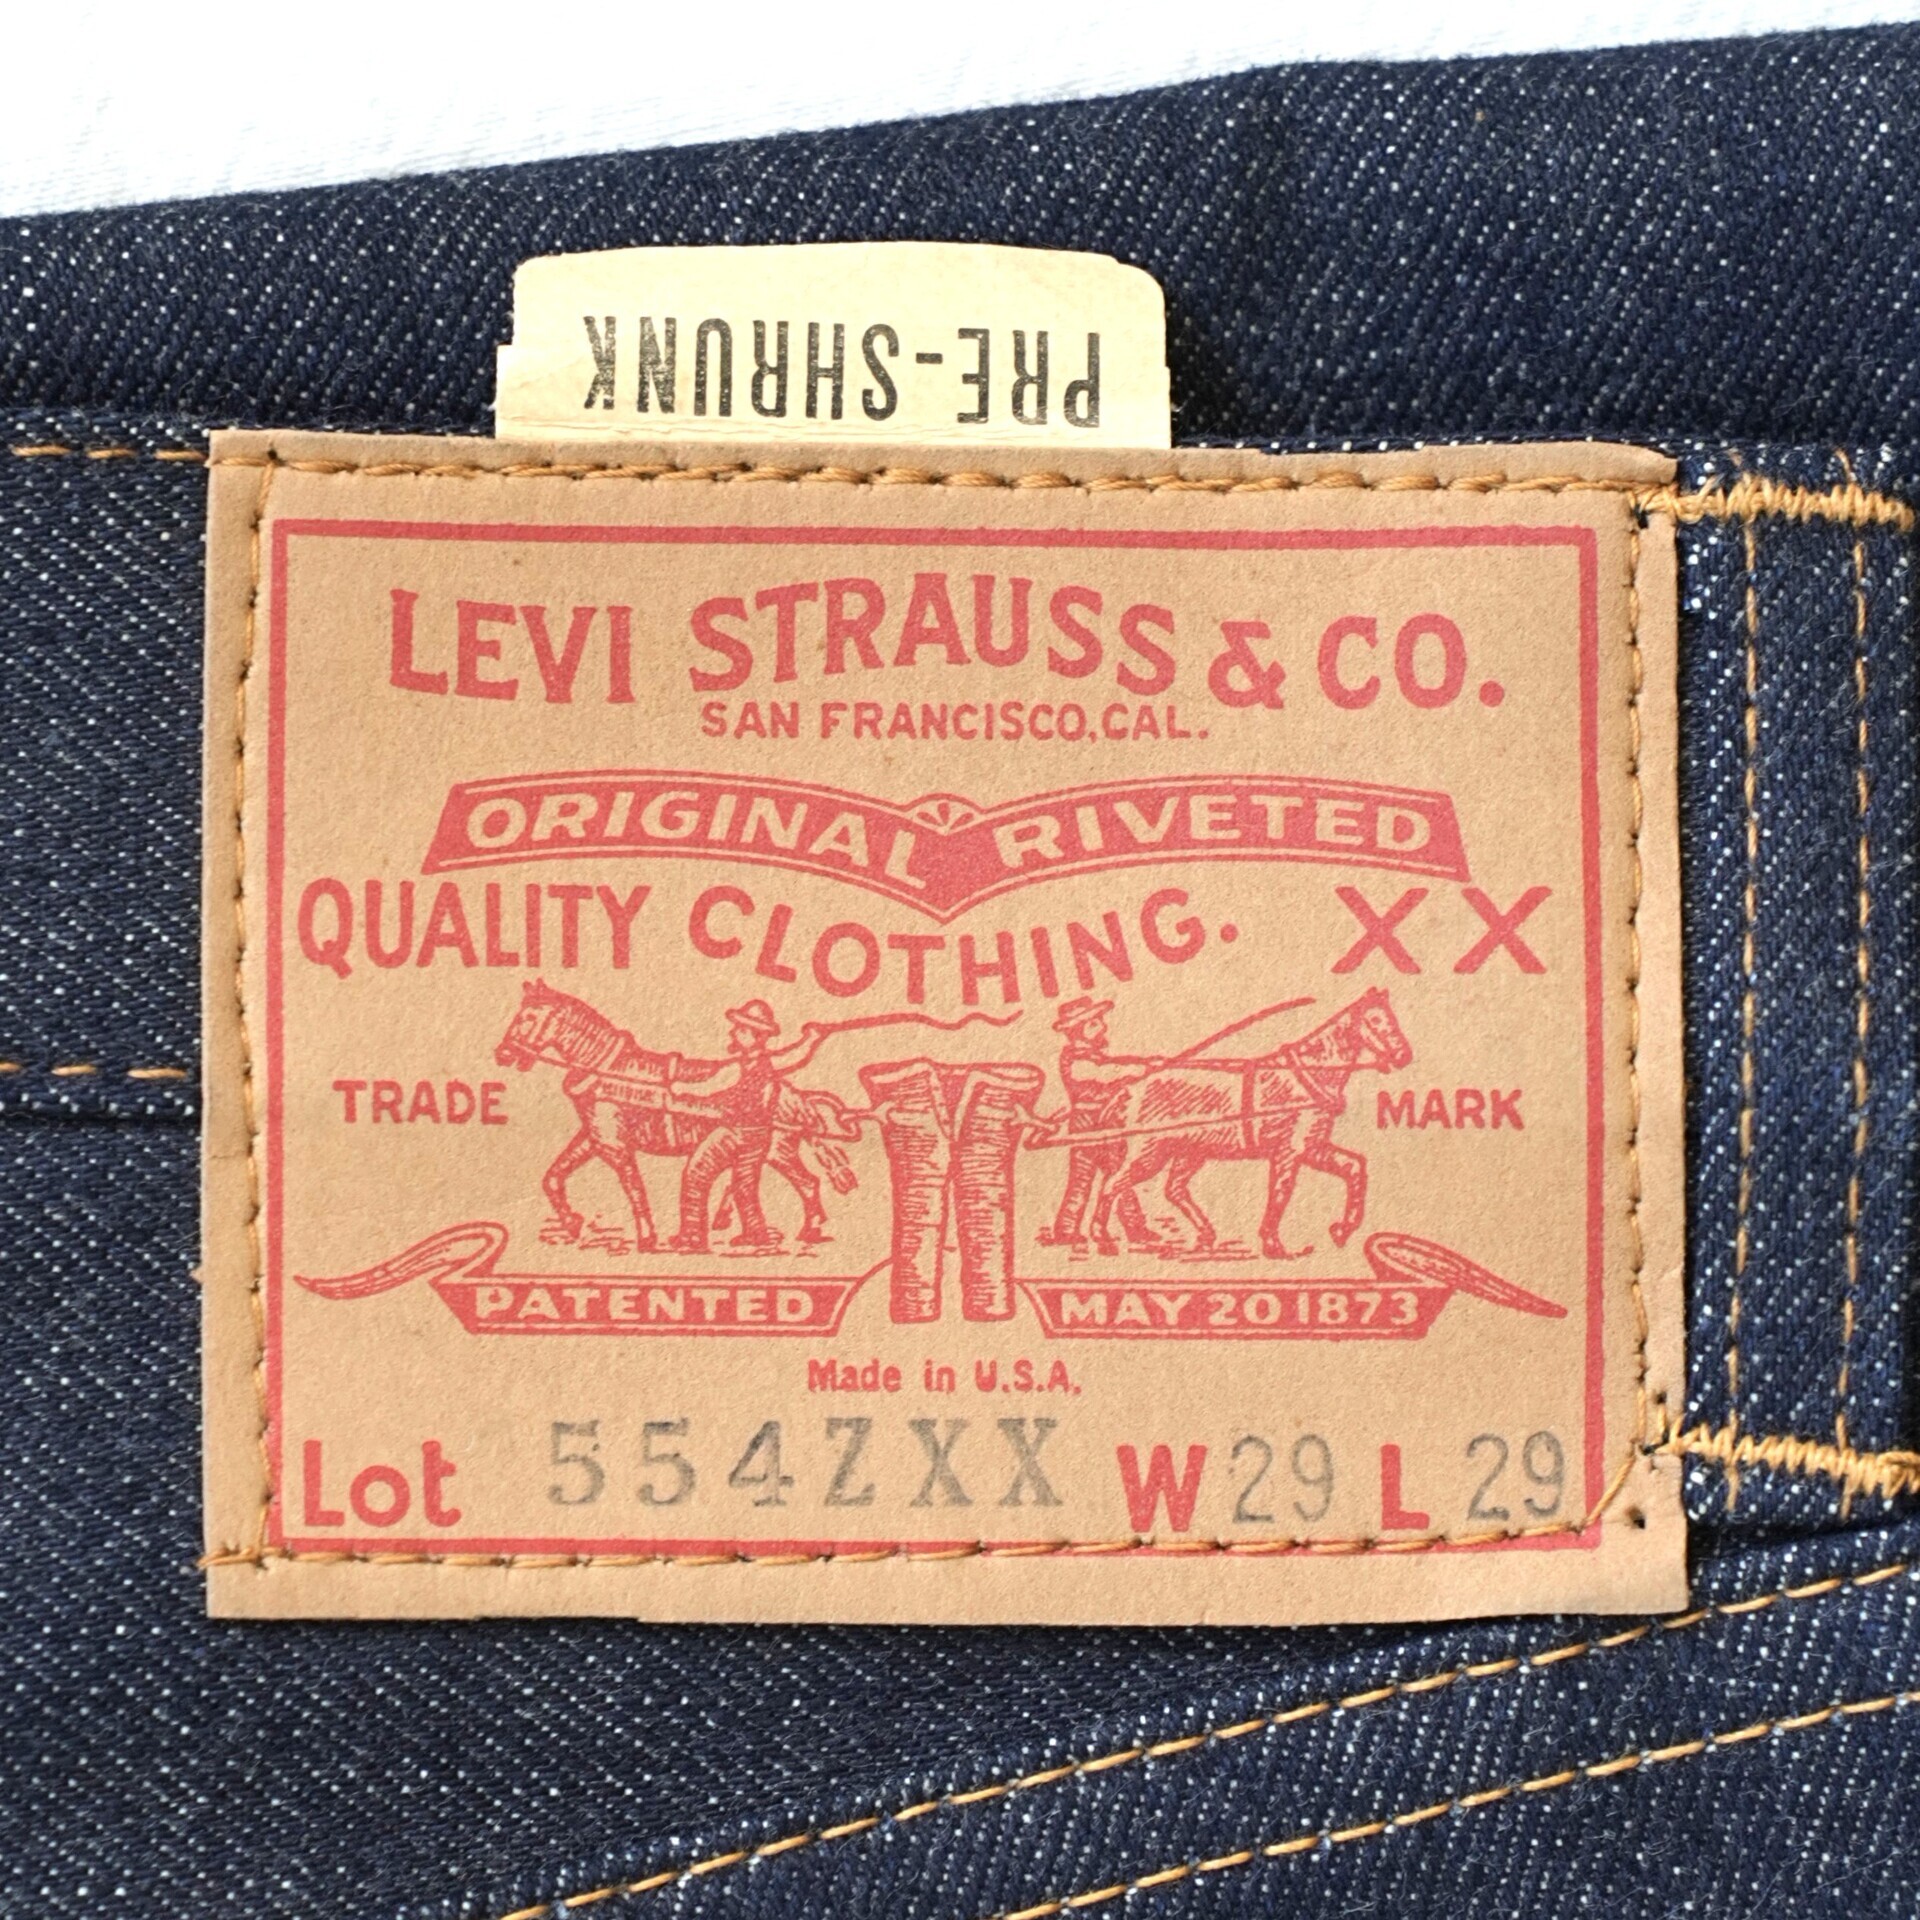 PRE-SHRUNK
LEVI STRAUSS & CO.
SAN FRANCISCO, CAL.
ORIGINAL RIVETED
QUALITY CLOTHING. XX
TRADE MARK
PATENTED MAY 20 1873
Made in U.S.A.
Lot 554ZXX W 29 L 29